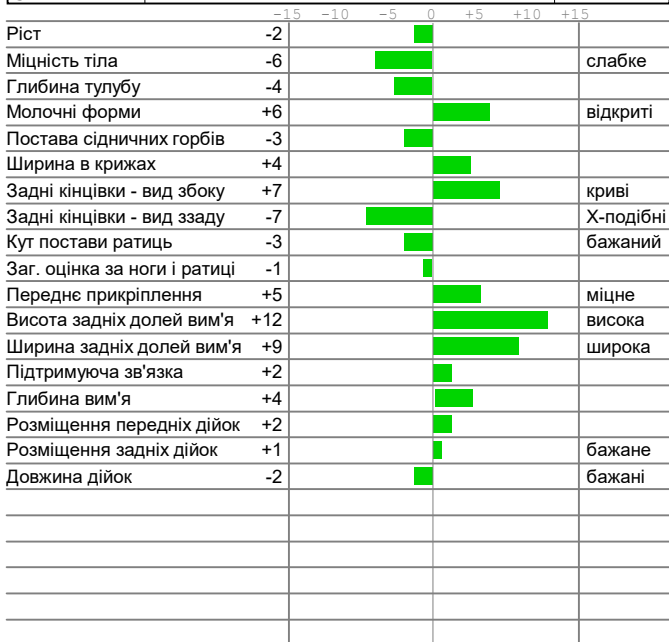 -15 -10 -5 0 +5 +10 +15
Ріст -2
Міцність тіла -6 слабке
Глибина тулубу -4
Молочні форми +6 відкриті
Постава сідничних горбів -3
Ширина в крижах +4
Задні кінцівки - вид збоку +7 криві
Задні кінцівки - вид ззаду -7 Х-подібні
Кут постави ратиць -3 бажаний
Заг. оцінка за ноги і ратиці -1
Переднє прикріплення +5 міцне
Висота задніх долей вим'я +12 висока
Ширина задніх долей вим'я +9 широка
Підтримуюча зв'язка +2
Глибина вим'я +4
Розміщення передніх дійок +2
Розміщення задніх дійок +1 бажане
Довжина дійок -2 бажані